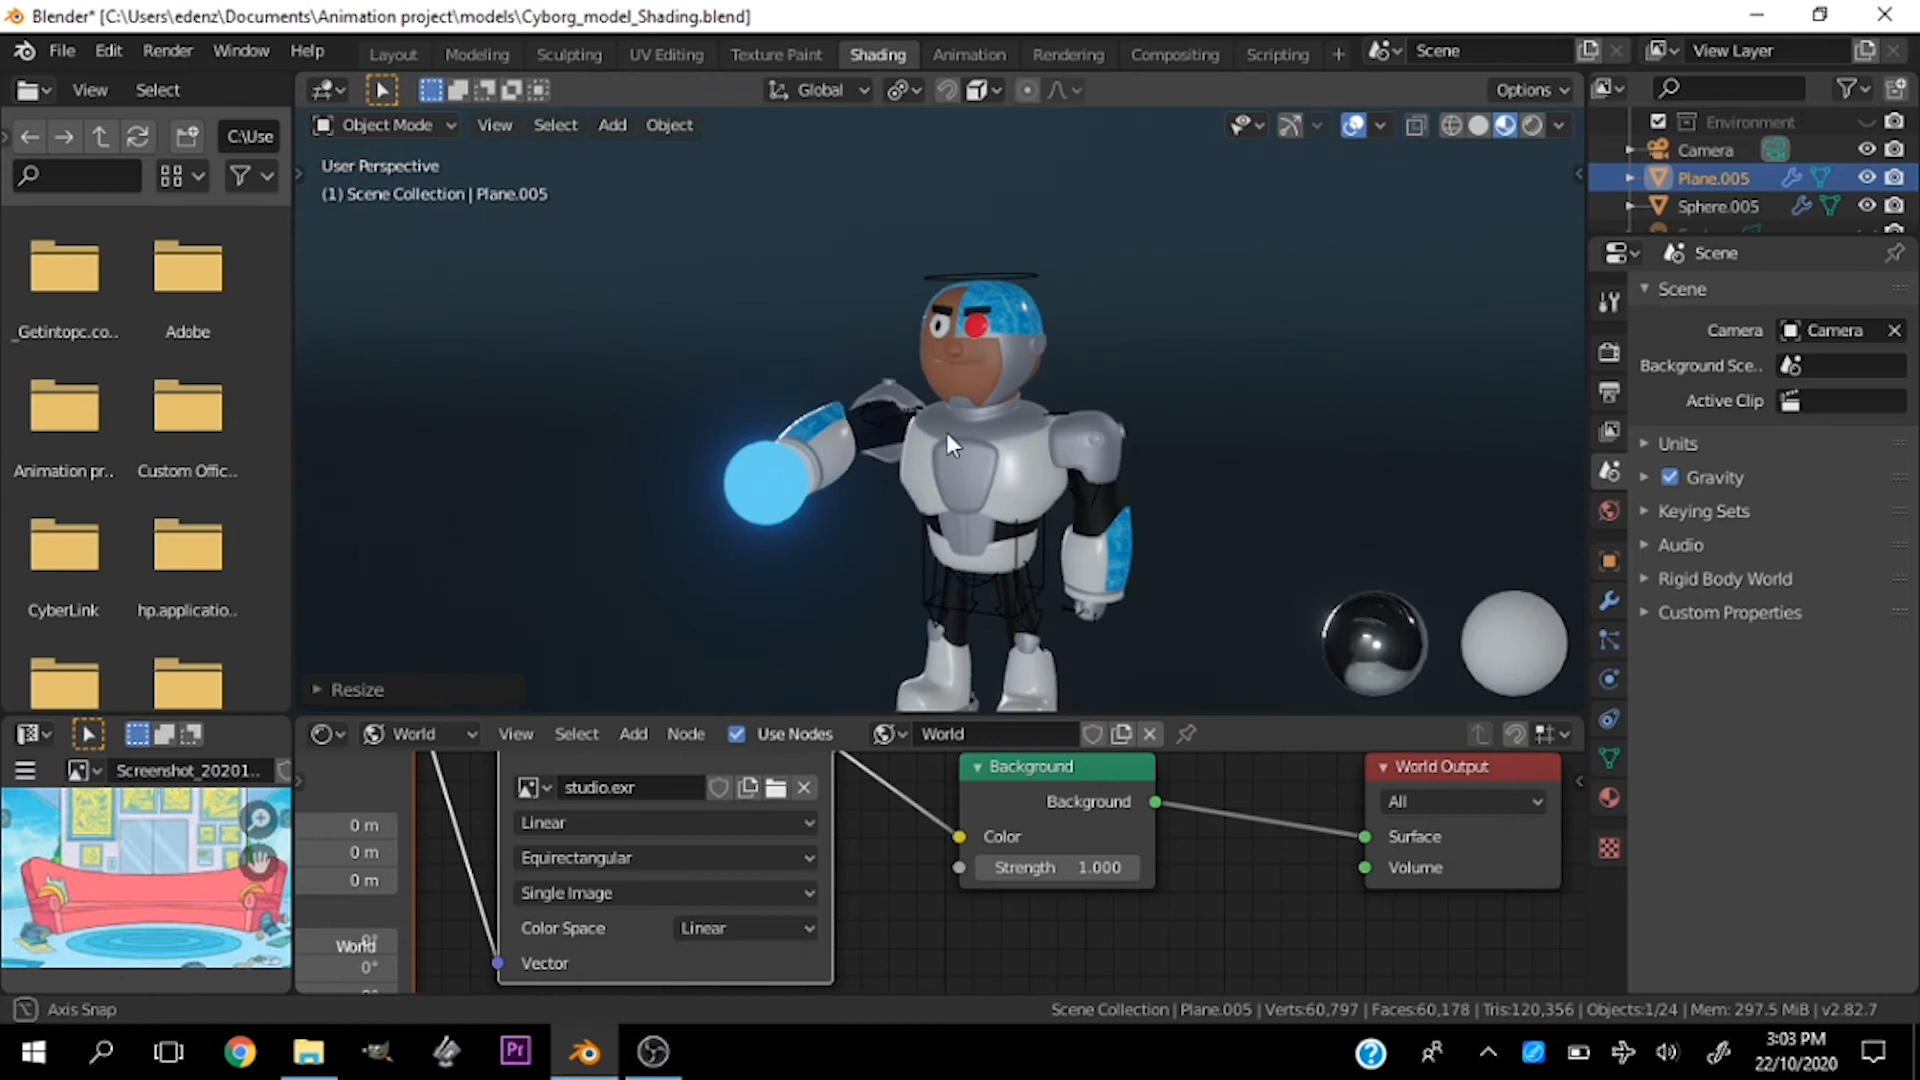 Blender* [C:\Users\edenz\Documents\Animation project\models\Cyborg_model_Shading.blend]
File Edit Render Window Help
Layout Modeling Sculpting UV Editing Texture Paint Shading Animation Rendering Compositing Scripting +
Scene
View Layer
View Select
Global
Options
C:\Use
Object Mode View Select Add Object
User Perspective
(1) Scene Collection | Plane.005
Environment
Camera
Plane.005
Sphere.005
Scene
Scene
Camera Camera
Background Sce..
Active Clip
Units
Gravity
Keying Sets
Audio
Rigid Body World
Custom Properties
_Getintopc.co..
Adobe
Animation pr..
Custom Offic..
CyberLink
hp.applicatio..
Resize
World View Select Add Node Use Nodes World
Screenshot_20201..
0 m
0 m
0 m
World
0°
0°
studio.exr
Linear
Equirectangular
Single Image
Color Space Linear
Vector
Background
Background
Color
Strength 1.000
World Output
All
Surface
Volume
Axis Snap
Scene Collection | Plane.005 | Verts:60,797 | Faces:60,178 | Tris:120,356 | Objects:1/24 | Mem: 297.5 MiB | v2.82.7
Pr
3:03 PM
22/10/2020